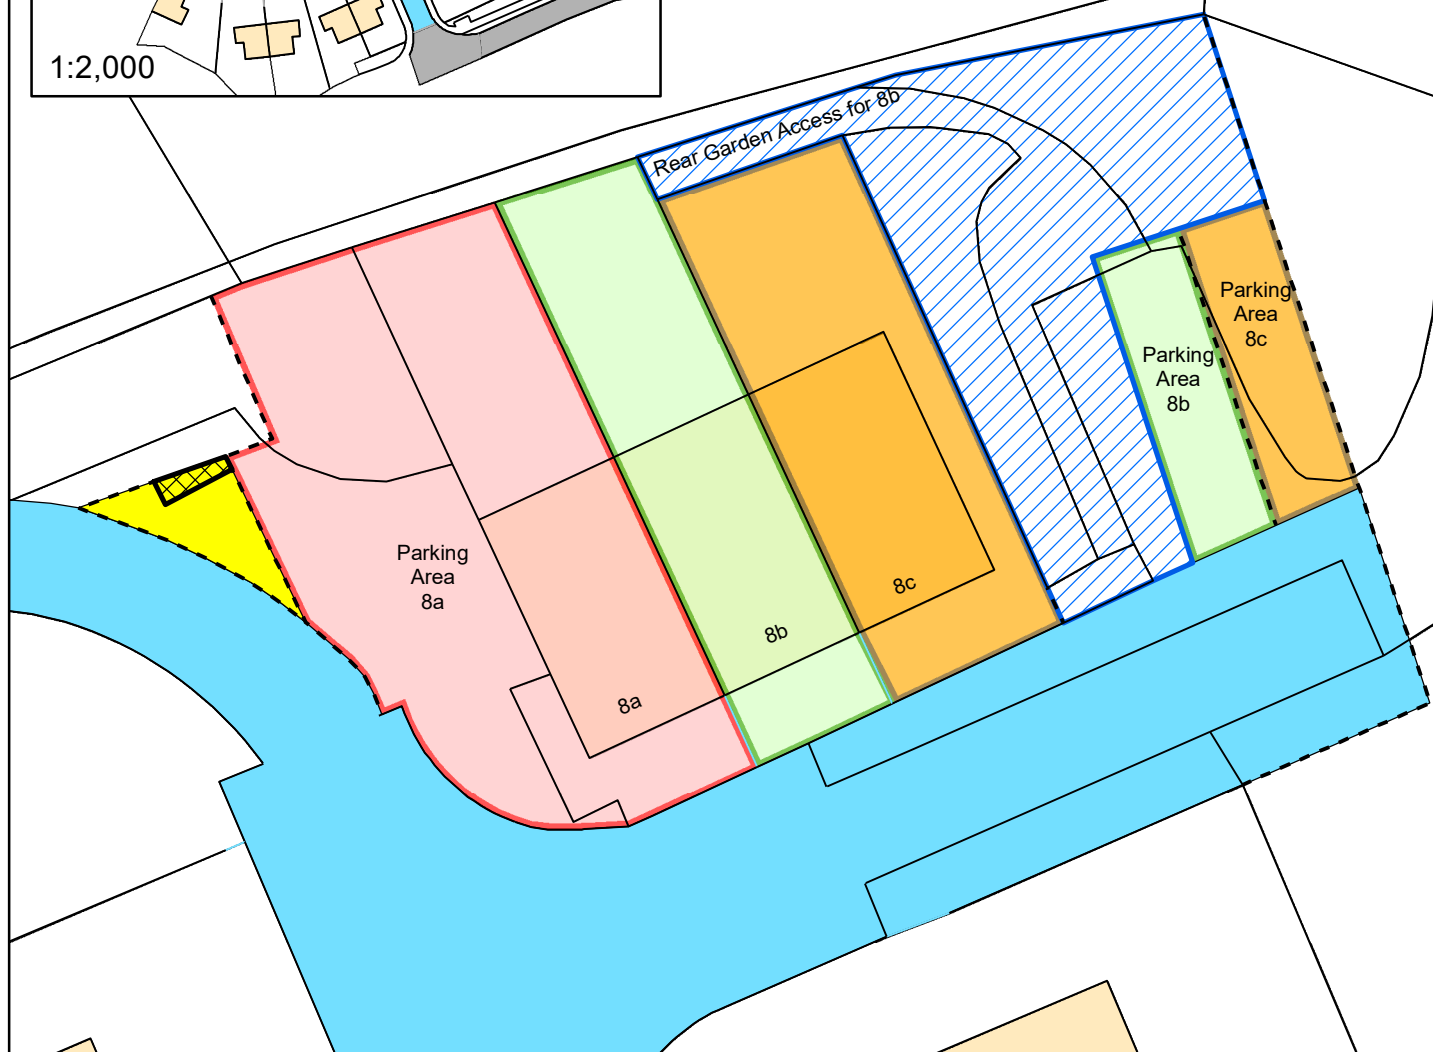 1:2,000
Rear Garden Access for 8b
Parking
Area
8c
Parking
Area
8b
Parking
Area
8a
8c
8b
8a